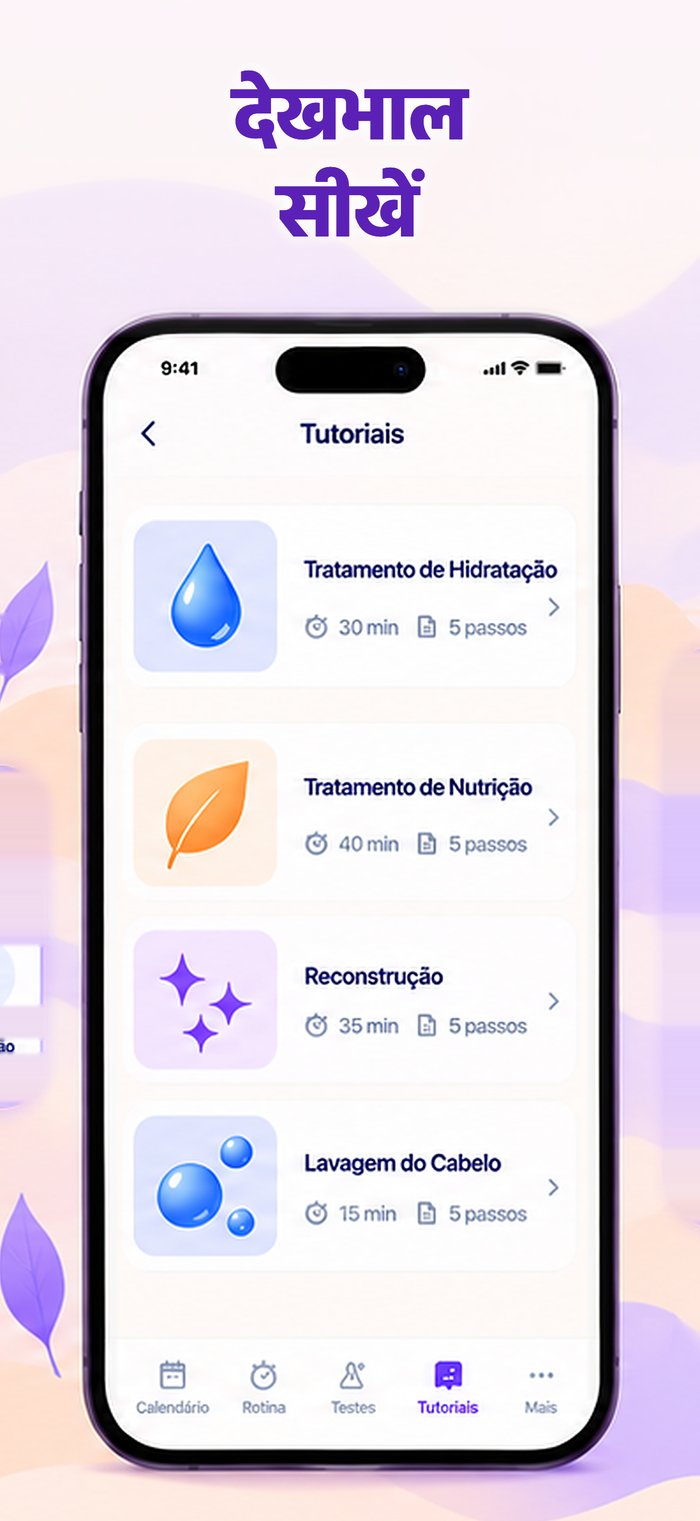 देखभाल
सीखें
9:41
Tutoriais
Tratamento de Hidratação
30 min 5 passos
Tratamento de Nutrição
40 min 5 passos
Reconstrução
35 min 5 passos
ão
Lavagem do Cabelo
15 min 5 passos
Calendário Rotina Testes Tutoriais Mais